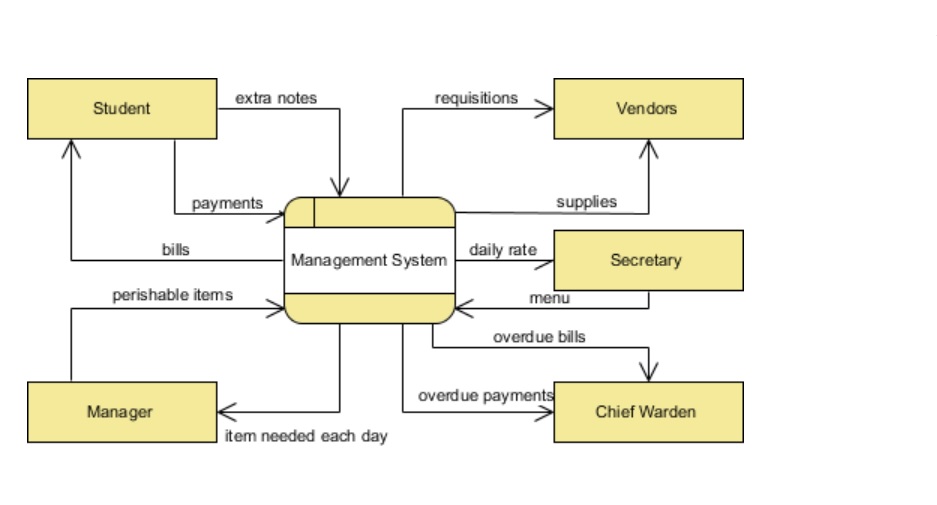 extra notes
requisitions
Student
Vendors
payments
supplies
bills
Management System
daily rate
Secretary
perishable items
menu
overdue bills
overdue payments
Manager
Chief Warden
item needed each day